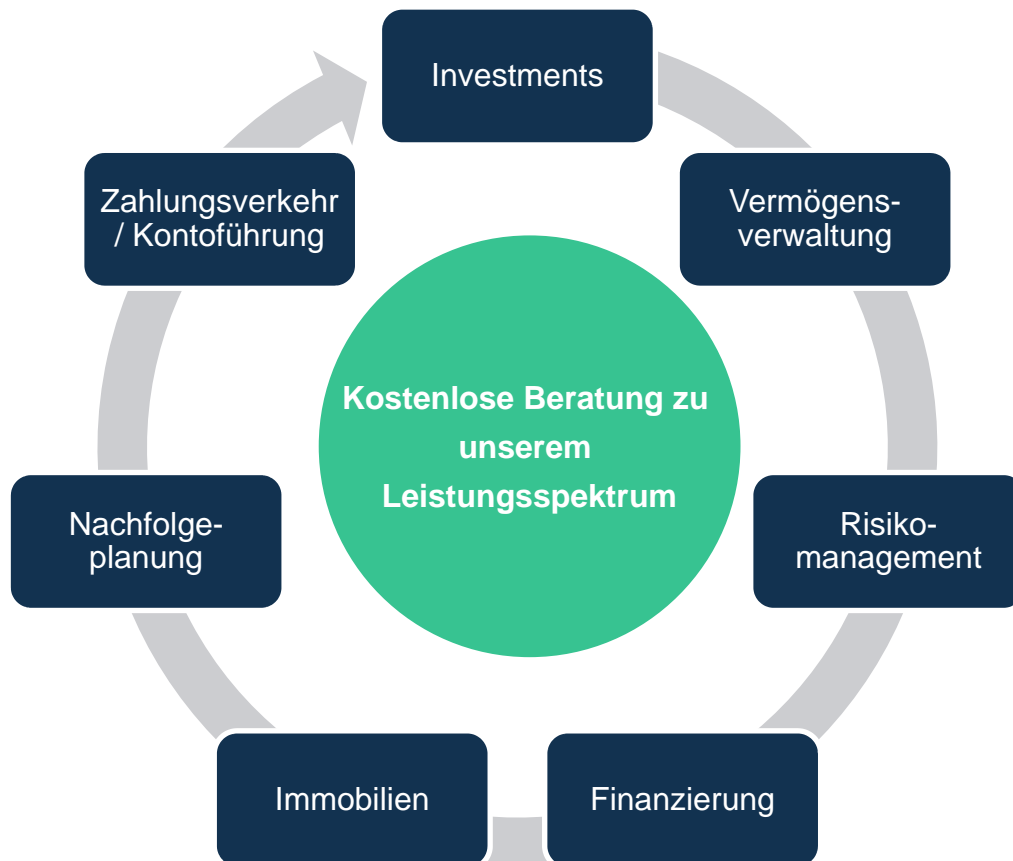 Investments
Vermögens-
verwaltung
Risiko-
management
Finanzierung
Immobilien
Nachfolge-
planung
Zahlungsverkehr
/ Kontoführung
Kostenlose Beratung zu
unserem
Leistungsspektrum